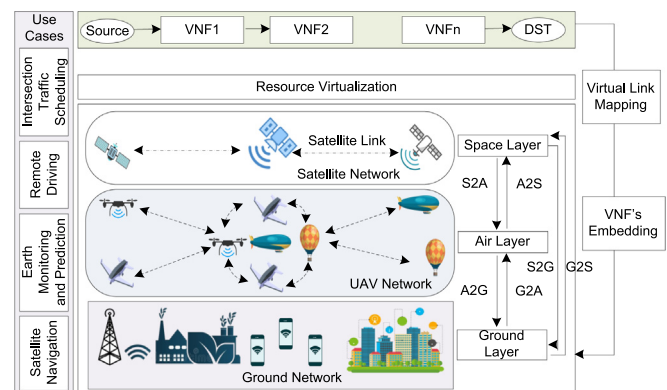 Use
Cases
Intersection
Traffic
Scheduling
Remote
Driving
Earth
Monitoring
and Prediction
Satellite
Navigation
Source
VNF1
VNF2
VNFn
DST
Resource Virtualization
Satellite Link
Satellite Network
UAV Network
Ground Network
Space Layer
S2A
A2S
Air Layer
S2G
G2S
A2G
G2A
Ground
Layer
Virtual Link
Mapping
VNF's
Embedding